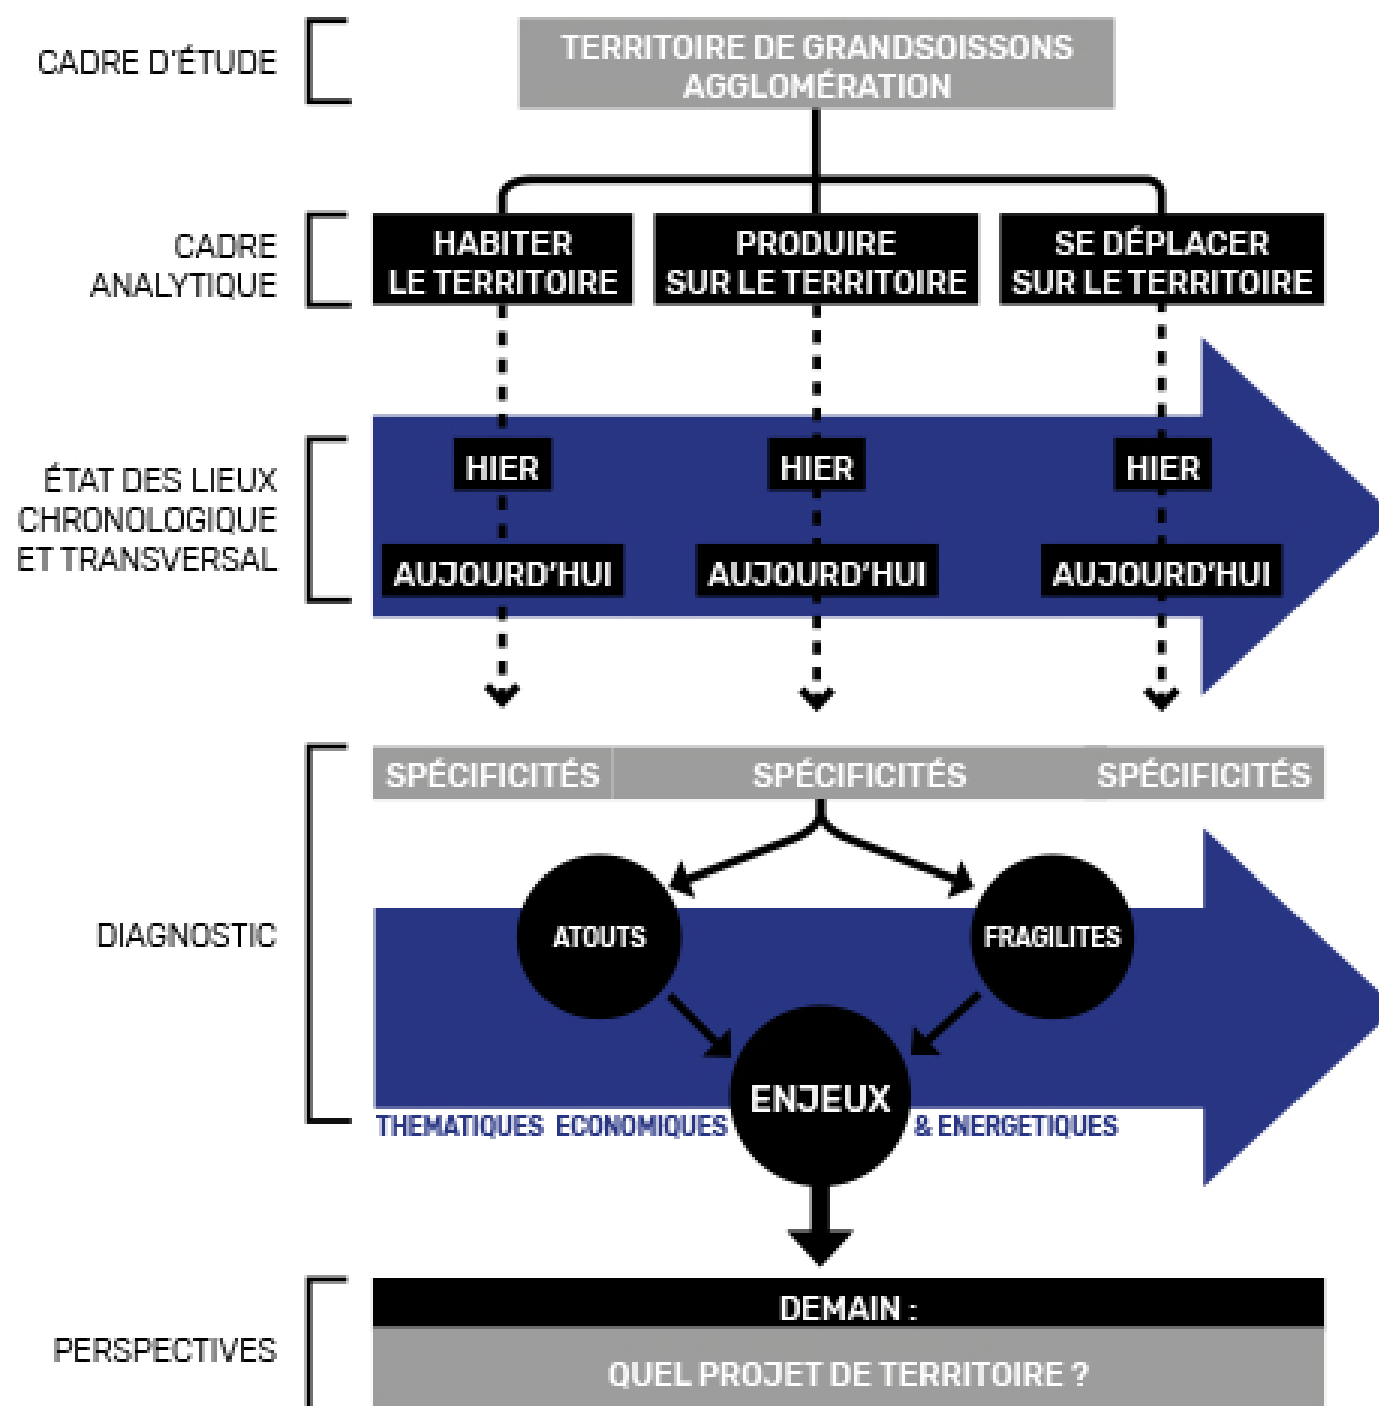 CADRE D'ÉTUDE
TERRITOIRE DE GRANDSOISSONS
AGGLOMÉRATION
CADRE
ANALYTIQUE
HABITER
LE TERRITOIRE
PRODUIRE
SUR LE TERRITOIRE
SE DÉPLACER
SUR LE TERRITOIRE
ÉTAT DES LIEUX
CHRONOLOGIQUE
ET TRANSVERSAL
HIER
HIER
HIER
AUJOURD'HUI
AUJOURD'HUI
AUJOURD'HUI
DIAGNOSTIC
SPÉCIFICITÉS
SPÉCIFICITÉS
SPÉCIFICITÉS
ATOUTS
FRAGILITES
ENJEUX
THEMATIQUES ECONOMIQUES
& ENERGETIQUES
PERSPECTIVES
DEMAIN :
QUEL PROJET DE TERRITOIRE ?